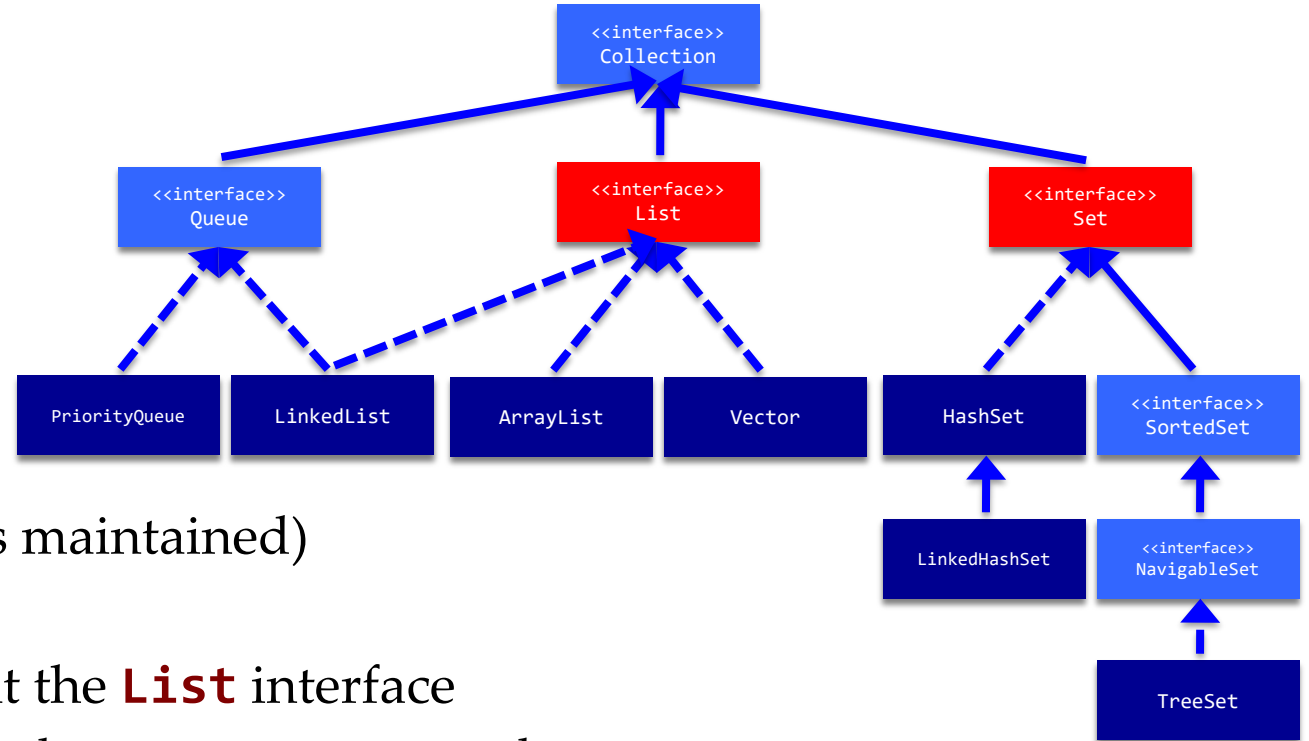 <<interface>>
Collection
<<interface>>
Queue
<<interface>>
List
<<interface>>
Set
PriorityQueue
LinkedList
ArrayList
Vector
HashSet
<<interface>>
SortedSet
s maintained)
LinkedHashSet
<<interface>>
NavigableSet
t the List interface
TreeSet